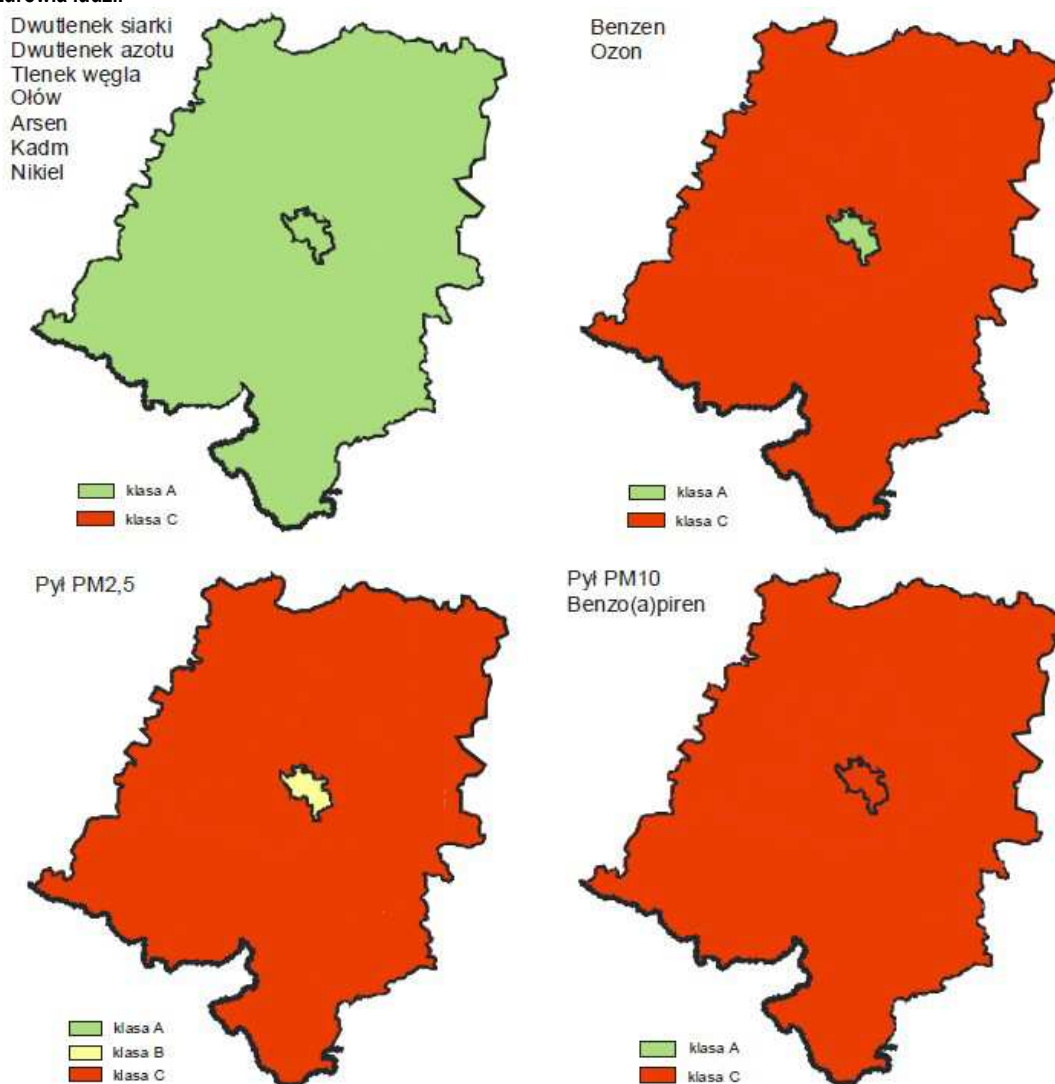 Dwutlenek siarki
Dwutlenek azotu
Tlenek węgla
Ołów
Arsen
Kadm
Nikiel
klasa A
klasa C
Benzen
Ozon
klasa A
klasa C
Pył PM2,5
klasa A
klasa B
klasa C
Pył PM10
Benzo(a)piren
klasa A
klasa C